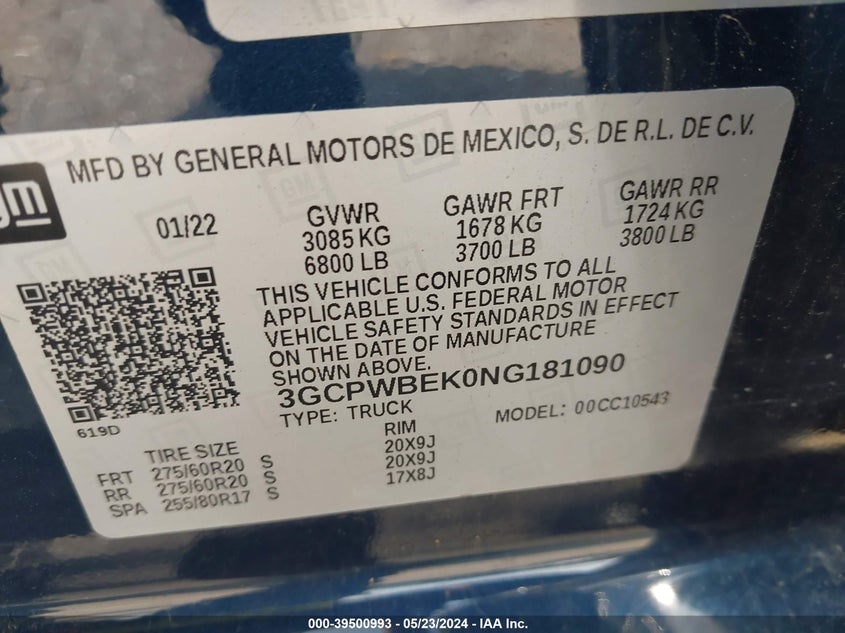 MFD BY GENERAL MOTORS DE MEXICO, S. DE R.L. DE C.V.
gm
01/22
GVWR
3085 KG
6800 LB
GAWR FRT
1678 KG
3700 LB
GAWR RR
1724 KG
3800 LB
THIS VEHICLE CONFORMS TO ALL
APPLICABLE U.S. FEDERAL MOTOR
VEHICLE SAFETY STANDARDS IN EFFECT
ON THE DATE OF MANUFACTURE
SHOWN ABOVE.
3GCPWBEK0NG181090
TYPE: TRUCK
MODEL: 00CC10543
619D
TIRE SIZE
RIM
FRT 275/60R20 S 20X9J
RR 275/60R20 S 20X9J
SPA 255/80R17 S 17X8J
000-39500993 - 05/23/2024 - IAA Inc.